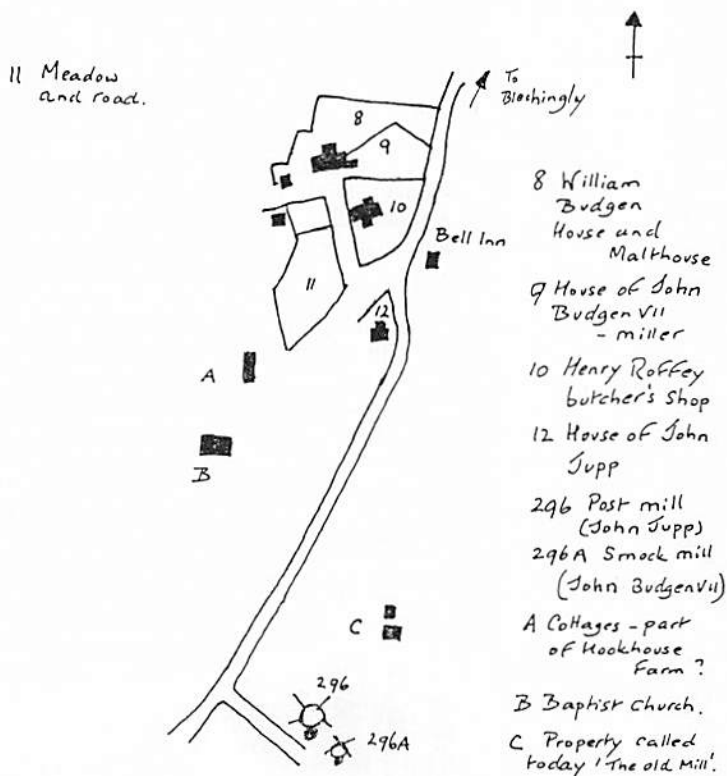 11 Meadow
and road.
To
Blechingly
8
9
10
Bell Inn
11
12
A
B
C
296
296A
8 William
Budgen
House and
Malthouse
9 House of John
Budgen VII
- miller
10 Henry Roffey
butcher's Shop
12 House of John
Jupp
296 Post mill
(John Jupp)
296A Smock mill
(John Budgen VII)
A Cottages - part
of Hookhouse
Farm ?
B Baptist Church.
C Property called
today 'The old Mill'.